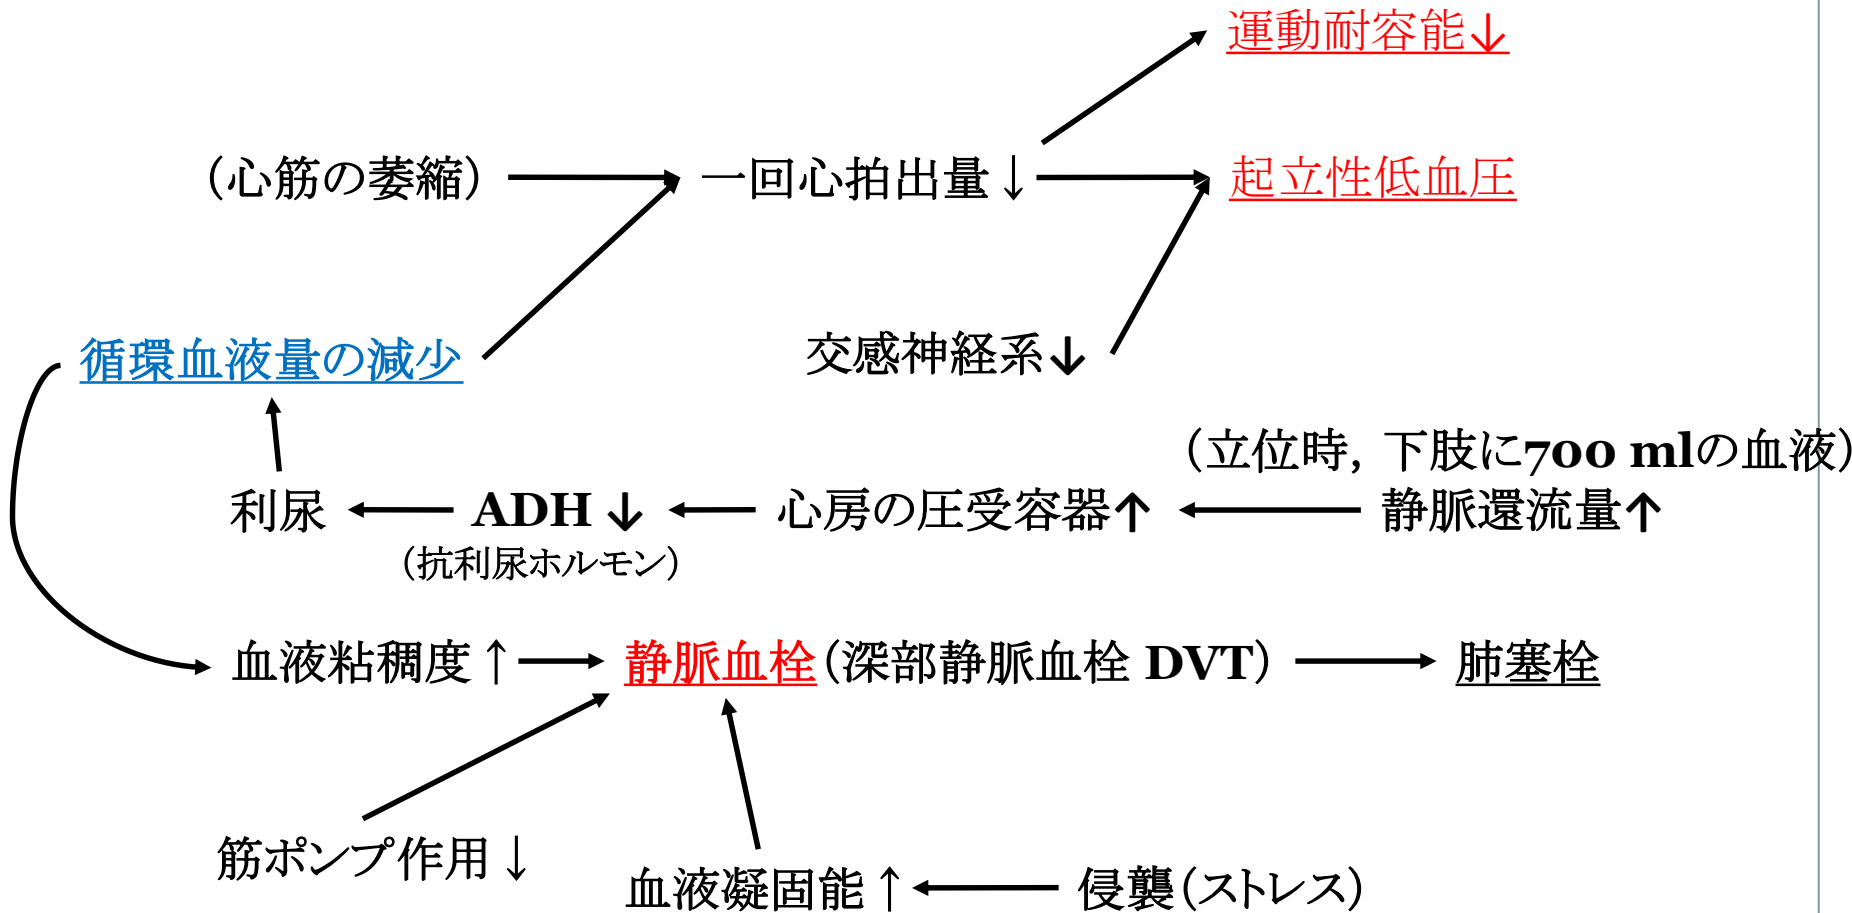 運動耐容能↓
(心筋の萎縮)
一回心拍出量↓
起立性低血圧
循環血液量の減少
交感神経系↓
(立位時，下肢に700 mlの血液)
利尿
ADH ↓
心房の圧受容器↑
静脈還流量↑
(抗利尿ホルモン)
血液粘稠度↑
静脈血栓(深部静脈血栓 DVT)
肺塞栓
筋ポンプ作用↓
血液凝固能↑
侵襲(ストレス)